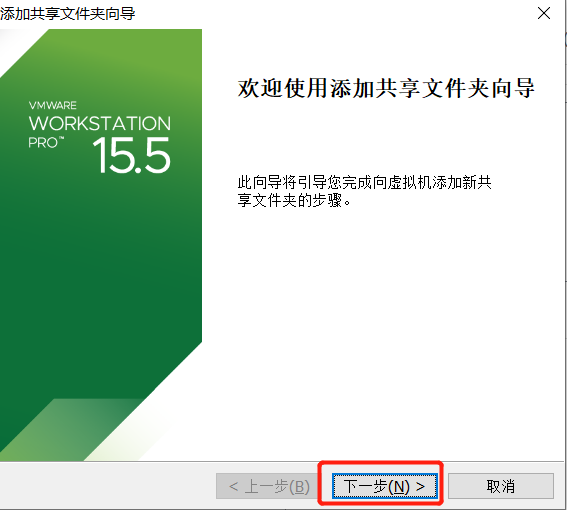 添加共享文件夹向导
VMWARE
WORKSTATION
PRO™
15.5
欢迎使用添加共享文件夹向导
此向导将引导您完成向虚拟机添加新共
享文件夹的步骤。
< 上一步(B)
下一步(N) >
取消